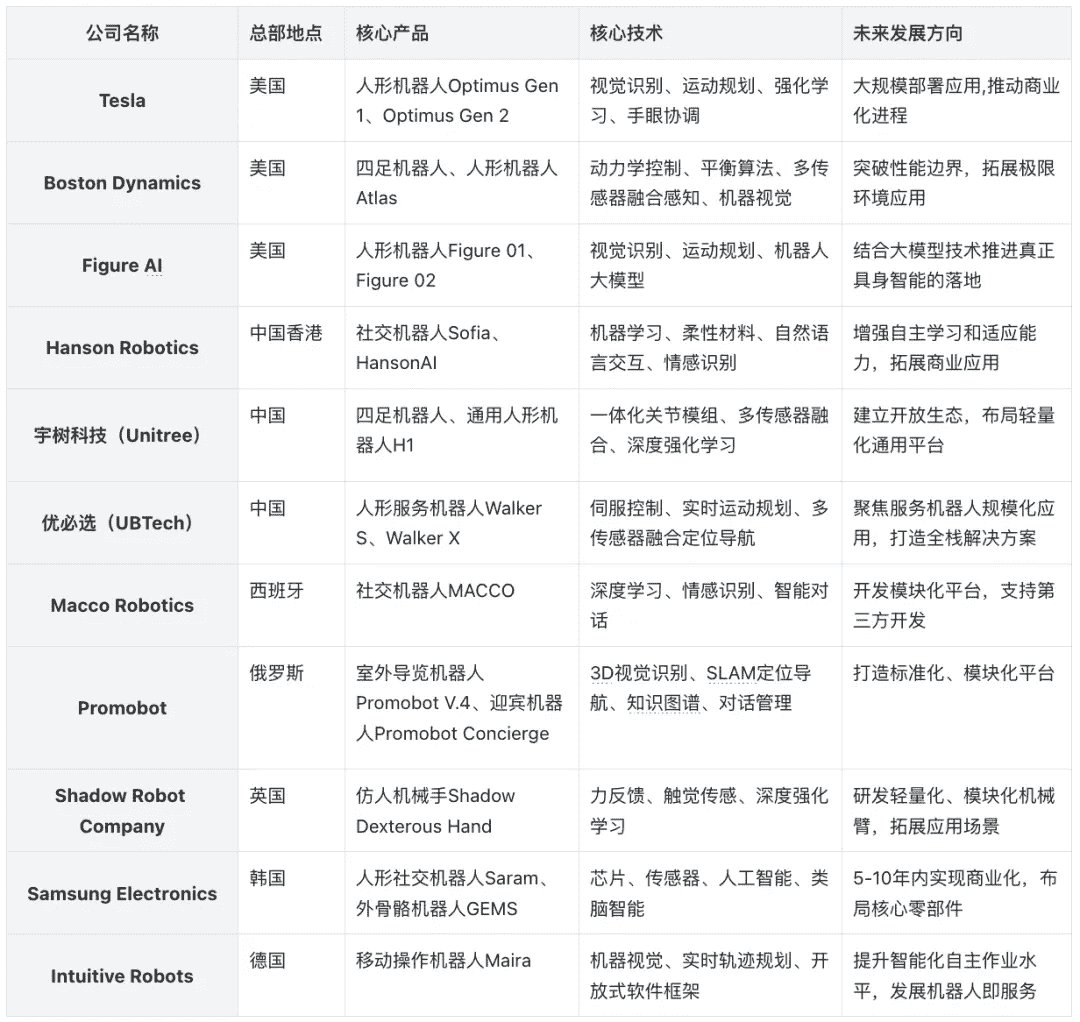 公司名称 总部地点 核心产品 核心技术 未来发展方向
Tesla 美国 人形机器人Optimus Gen 视觉识别、运动规划、强化学 大规模部署应用,推动商业
1、Optimus Gen 2 习、手眼协调 化进程
Boston Dynamics 美国 四足机器人、人形机器人 动力学控制、平衡算法、多传 突破性能边界，拓展极限
Atlas 感器融合感知、机器视觉 环境应用
Figure AI 美国 人形机器人Figure 01、 视觉识别、运动规划、机器人 结合大模型技术推进真正
Figure 02 大模型 具身智能的落地
Hanson Robotics 中国香港 社交机器人Sofia、 机器学习、柔性材料、自然语 增强自主学习和适应能
HansonAI 言交互、情感识别 力，拓展商业应用
宇树科技（Unitree） 中国 四足机器人、通用人形机 一体化关节模组、多传感器融 建立开放生态，布局轻量
器人H1 合、深度强化学习 化通用平台
优必选（UBTech） 中国 人形服务机器人Walker 伺服控制、实时运动规划、多 聚焦服务机器人规模化应
S、Walker X 传感器融合定位导航 用，打造全栈解决方案
Macco Robotics 西班牙 社交机器人MACCO 深度学习、情感识别、智能对 开发模块化平台，支持第
话 三方开发
Promobot 俄罗斯 室外导览机器人 3D视觉识别、SLAM定位导 打造标准化、模块化平台
Promobot V.4、迎宾机器 航、知识图谱、对话管理
人Promobot Concierge
Shadow Robot 英国 仿人机械手Shadow 力反馈、触觉传感、深度强化 研发轻量化、模块化机械
Company Dexterous Hand 学习 臂，拓展应用场景
Samsung Electronics 韩国 人形社交机器人Saram、 芯片、传感器、人工智能、类 5-10年内实现商业化，布
外骨骼机器人GEMS 脑智能 局核心零部件
Intuitive Robots 德国 移动操作机器人Maira 机器视觉、实时轨迹规划、开 提升智能化自主作业水
放式软件框架 平，发展机器人即服务